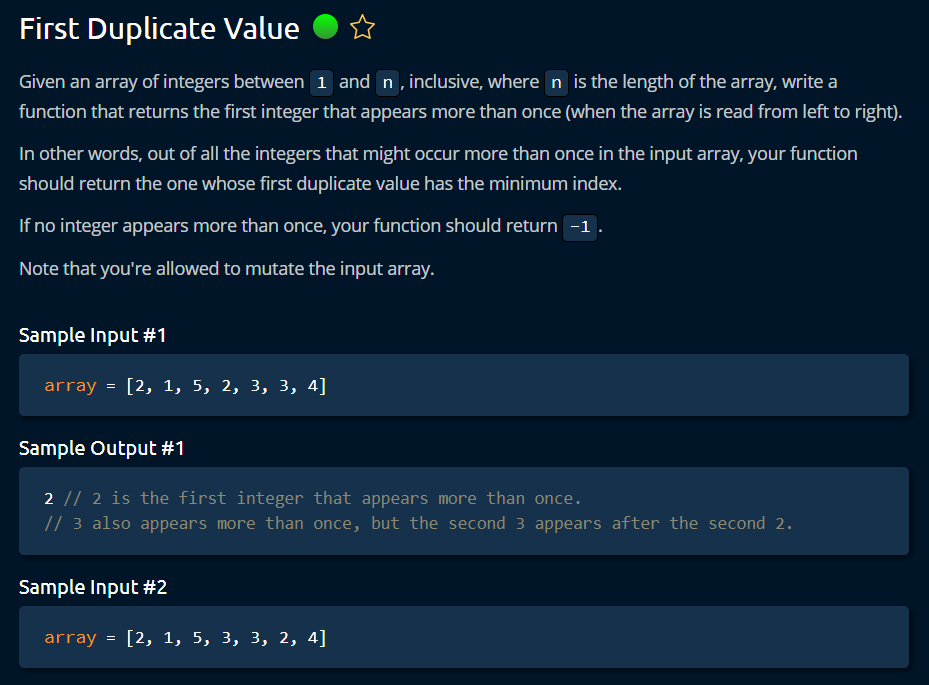 First Duplicate Value
Given an array of integers between 1 and n, inclusive, where n is the length of the array, write a
function that returns the first integer that appears more than once (when the array is read from left to right).
In other words, out of all the integers that might occur more than once in the input array, your function
should return the one whose first duplicate value has the minimum index.
If no integer appears more than once, your function should return -1.
Note that you're allowed to mutate the input array.
Sample Input #1
array = [2, 1, 5, 2, 3, 3, 4]
Sample Output #1
2 // 2 is the first integer that appears more than once.
// 3 also appears more than once, but the second 3 appears after the second 2.
Sample Input #2
array = [2, 1, 5, 3, 3, 2, 4]